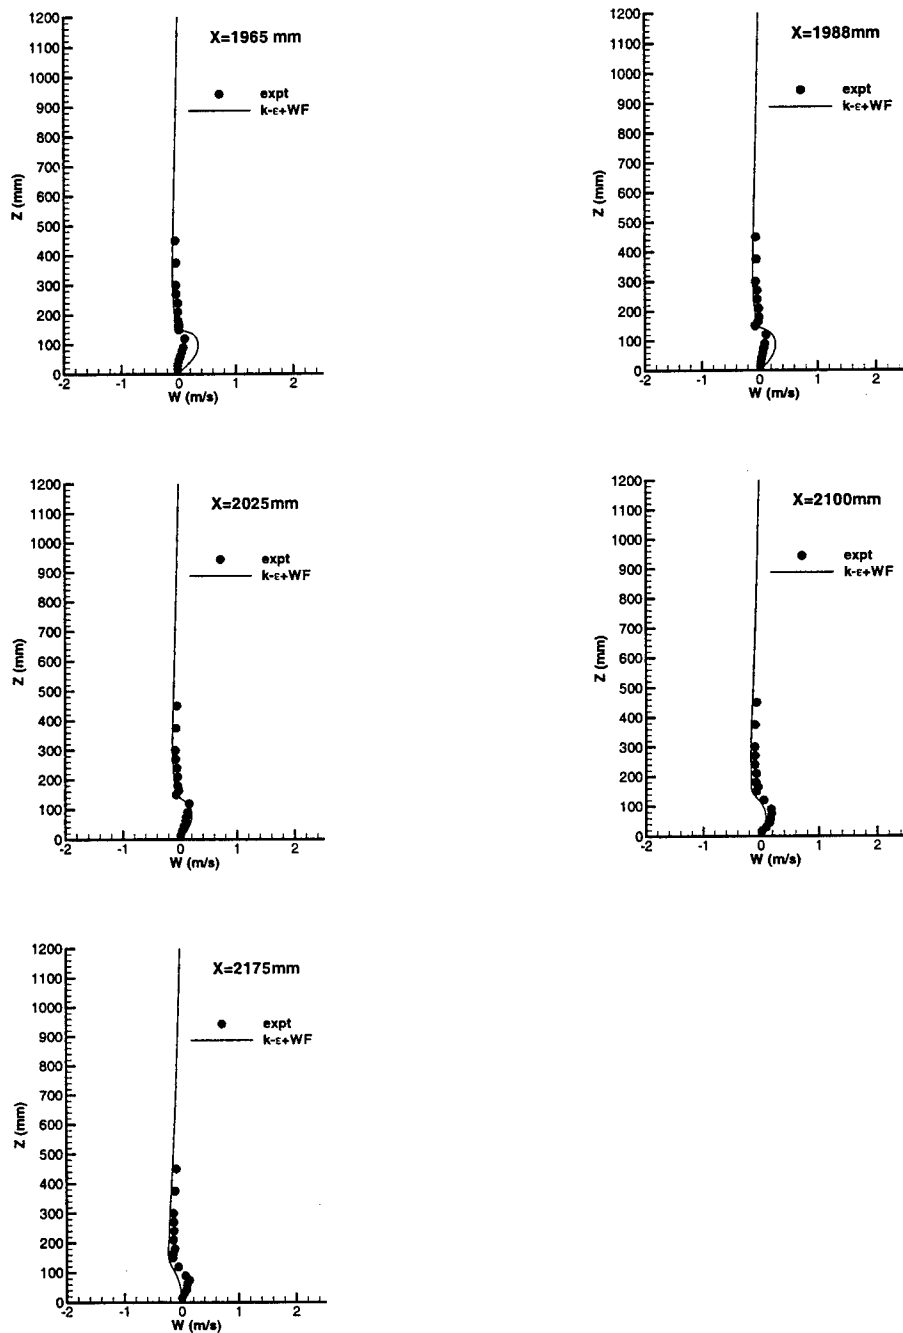 X=1965 mm
expt
k-ε+WF
1200
1100
1000
900
800
700
600
500
400
300
200
100
0
Z (mm)
-2 -1 0 1 2
W (m/s)
X=1988mm
expt
k-ε+WF
1200
1100
1000
900
800
700
600
500
400
300
200
100
0
Z (mm)
-2 -1 0 1 2
W (m/s)
X=2025mm
expt
k-ε+WF
1200
1100
1000
900
800
700
600
500
400
300
200
100
0
Z (mm)
-2 -1 0 1 2
W (m/s)
X=2100mm
expt
k-ε+WF
1200
1100
1000
900
800
700
600
500
400
300
200
100
0
Z (mm)
-2 -1 0 1 2
W (m/s)
X=2175mm
expt
k-ε+WF
1200
1100
1000
900
800
700
600
500
400
300
200
100
0
Z (mm)
-2 -1 0 1 2
W (m/s)